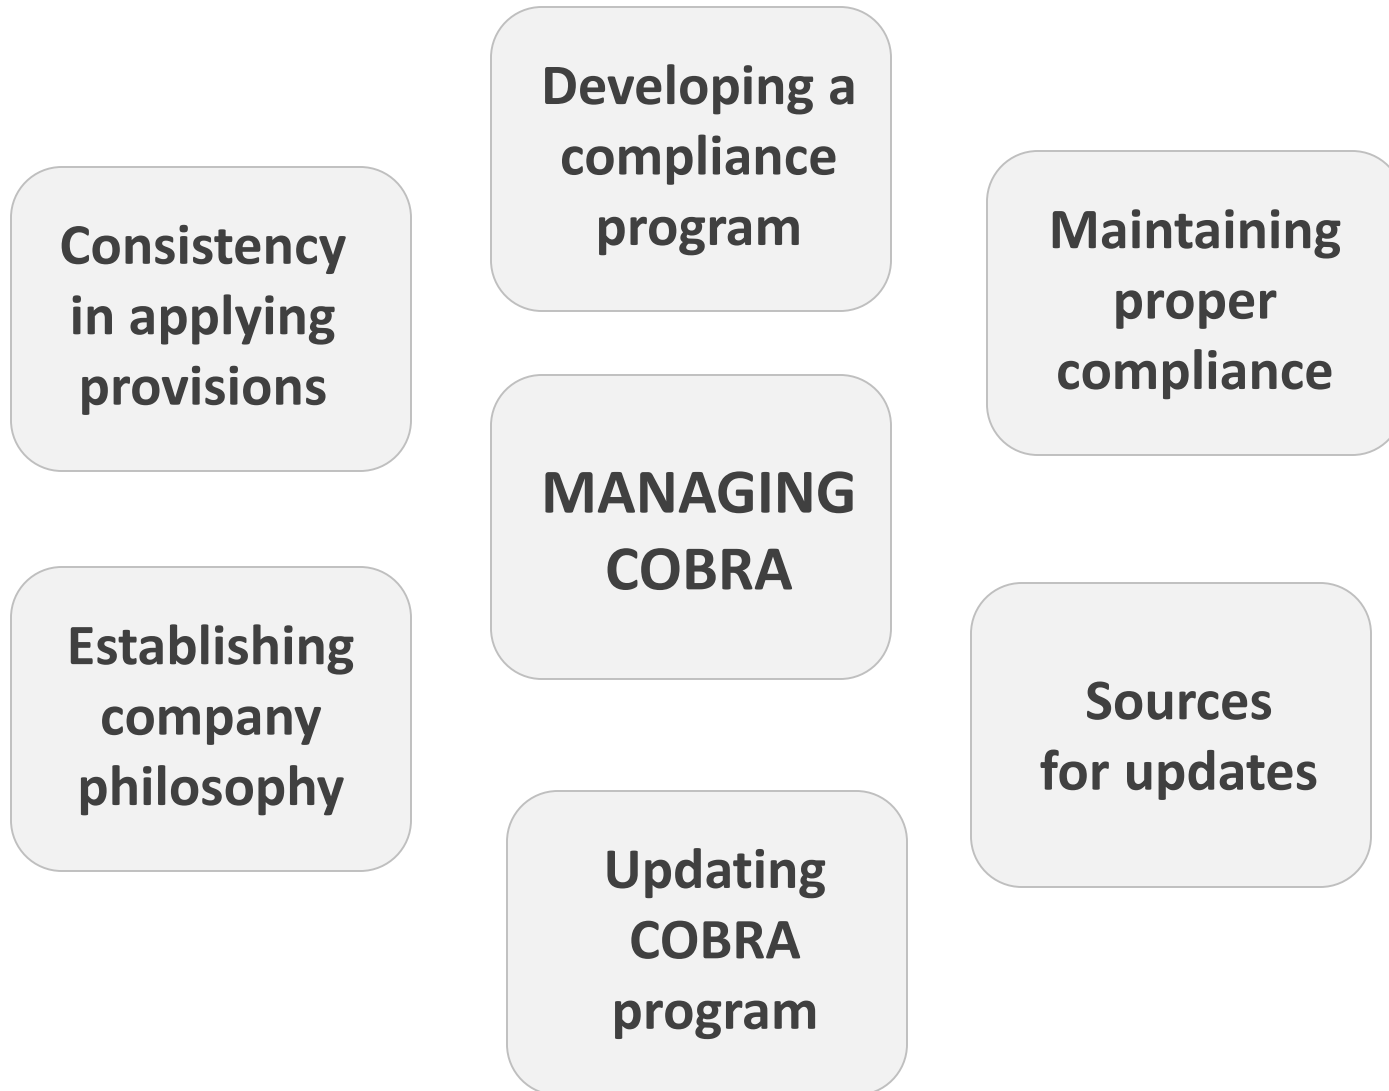 Developing a
compliance
program
Consistency
in applying
provisions
Maintaining
proper
compliance
MANAGING
COBRA
Establishing
company
philosophy
Sources
for updates
Updating
COBRA
program